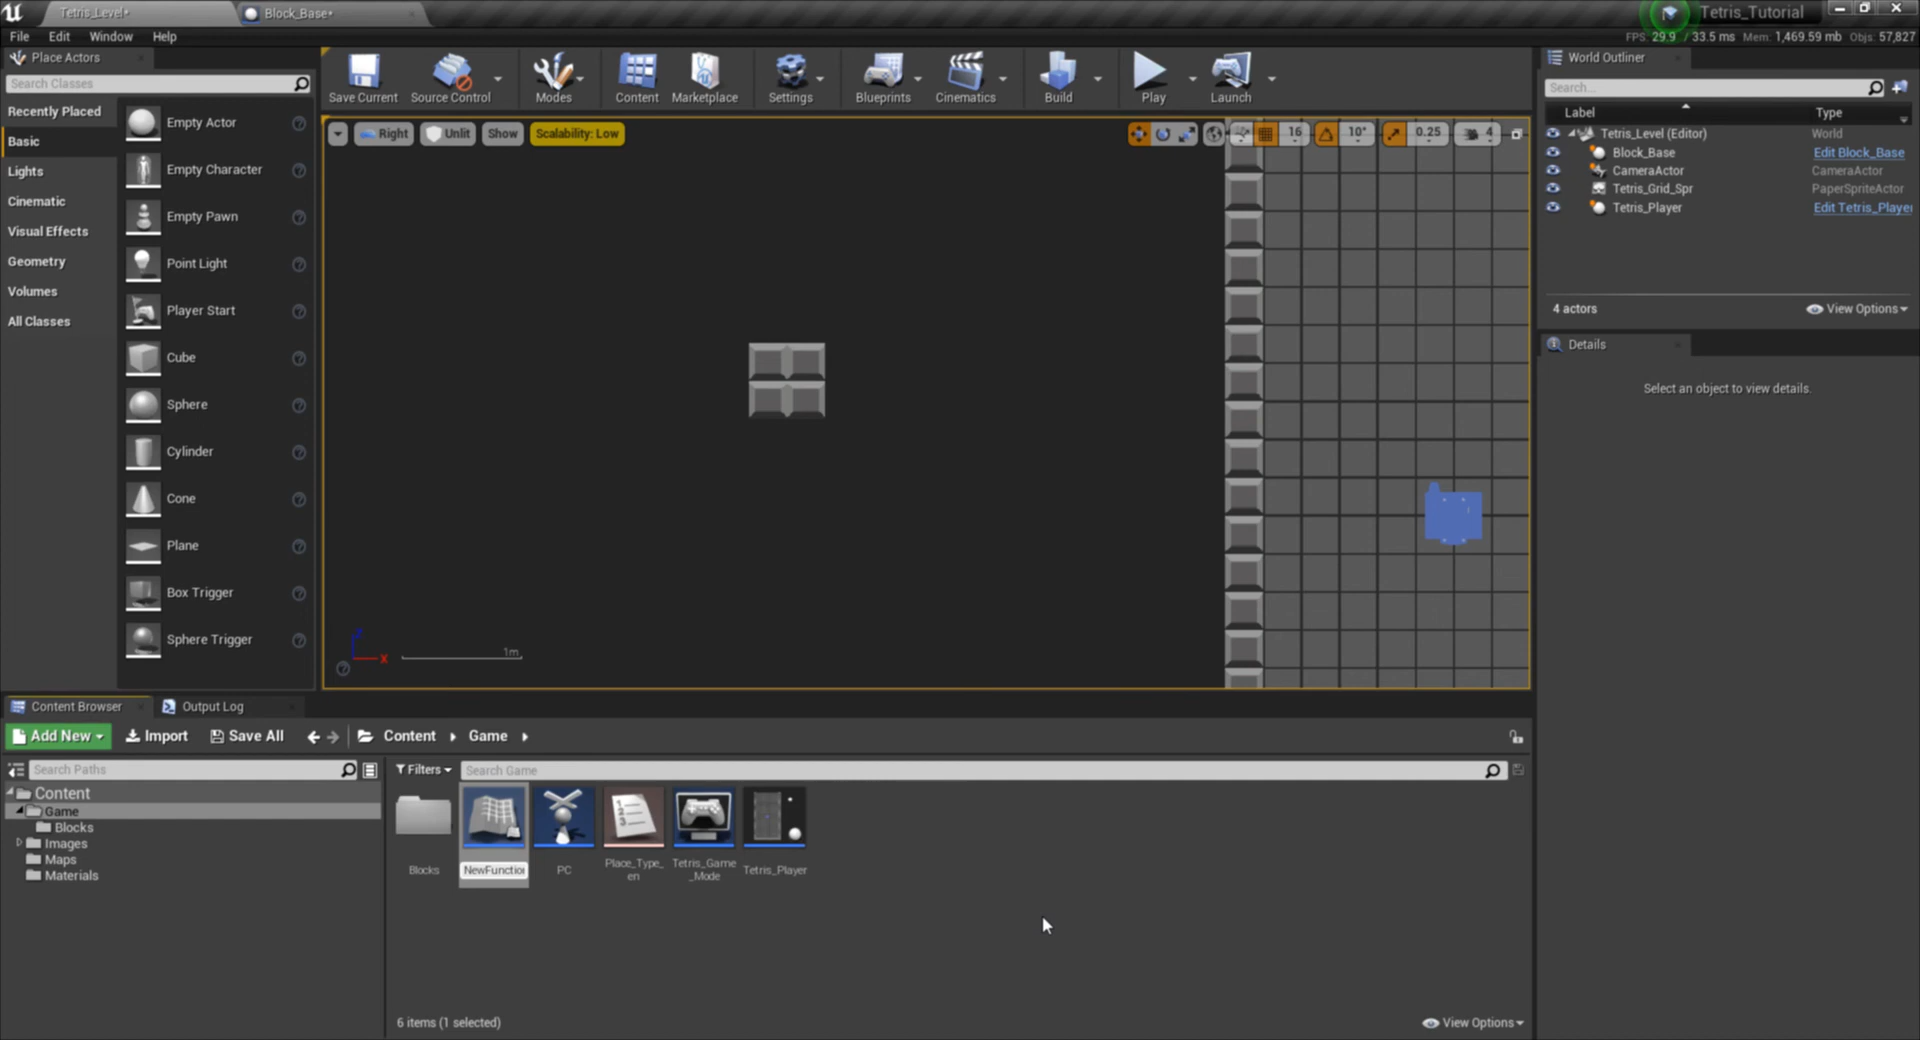 Tetris_Level*
Block_Base*
Tetris_Tutorial
File
Edit
Window
Help
FPS: 29.9 / 33.5 ms Mem: 1,469.59 mb Objs: 57,827
Place Actors
Search Classes
Recently Placed
Basic
Lights
Cinematic
Visual Effects
Geometry
Volumes
All Classes
Empty Actor
Empty Character
Empty Pawn
Point Light
Player Start
Cube
Sphere
Cylinder
Cone
Plane
Box Trigger
Sphere Trigger
Save Current
Source Control
Modes
Content
Marketplace
Settings
Blueprints
Cinematics
Build
Play
Launch
Right
Unlit
Show
Scalability: Low
16
10°
0.25
4
Z
X
1m
World Outliner
Search...
Label
Type
Tetris_Level (Editor)
World
Block_Base
Edit Block_Base
CameraActor
CameraActor
Tetris_Grid_Spr
PaperSpriteActor
Tetris_Player
Edit Tetris_Player
4 actors
View Options
Details
Select an object to view details.
Content Browser
Output Log
Add New
Import
Save All
Content
Game
Search Paths
Content
Game
Blocks
Images
Maps
Materials
Filters
Search Game
Blocks
NewFunction
PC
Place_Type_
en
Tetris_Game
_Mode
Tetris_Player
6 items (1 selected)
View Options